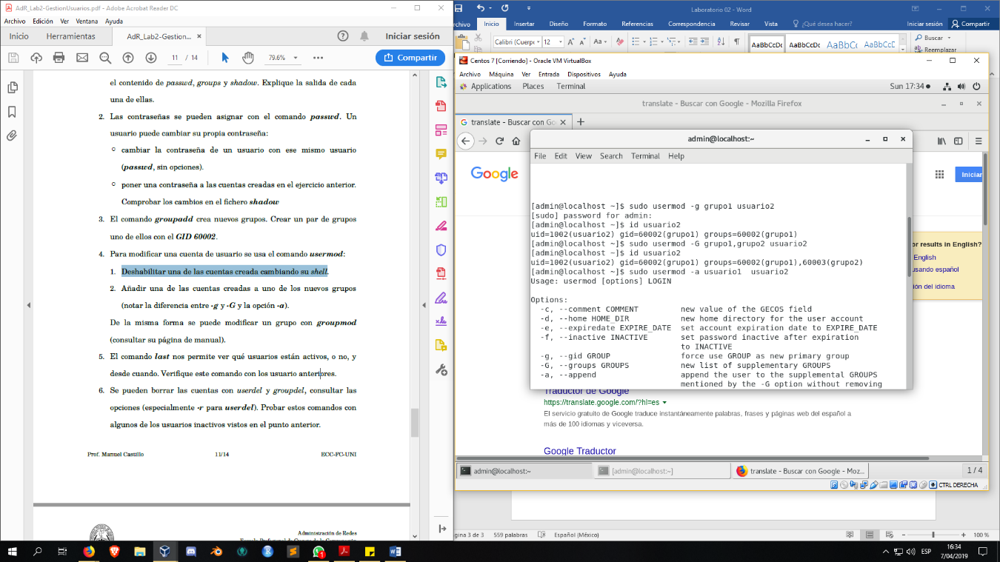 AdR_Lab2-GestionUsuarios.pdf - Adobe Acrobat Reader DC
Archivo Edición Ver Ventana Ayuda
Inicio Herramientas AdR_Lab2-Gestion... Iniciar sesión
11 / 14 79.6% Compartir
el contenido de passwd, groups y shadow. Explique la salida de cada
una de ellas.
2. Las contraseñas se pueden asignar con el comando passwd. Un
usuario puede cambiar su propia contraseña:
cambiar la contraseña de un usuario con ese mismo usuario
(passwd, sin opciones).
poner una contraseña a las cuentas creadas en el ejercicio anterior.
Comprobar los cambios en el fichero shadow
3. El comando groupadd crea nuevos grupos. Crear un par de grupos
uno de ellos con el GID 60002.
4. Para modificar una cuenta de usuario se usa el comando usermod:
1. Deshabilitar una de las cuentas creada cambiando su shell.
2. Añadir una de las cuentas creadas a uno de los nuevos grupos
(notar la diferencia entre -g y -G y la opción -a).
De la misma forma se puede modificar un grupo con groupmod
(consultar su página de manual).
5. El comando last nos permite ver qué usuarios están activos, o no, y
desde cuando. Verifique este comando con los usuario anteriores.
6. Se pueden borrar las cuentas con userdel y groupdel, consultar las
opciones (especialmente -r para userdel). Probar estos comandos con
algunos de los usuarios inactivos vistos en el punto anterior.
Prof. Manuel Castillo 11/14 ECC-FC-UNI
Administración de Redes
Laboratorio 02 - Word
rchivo Inicio Insertar Diseño Formato Referencias Correspondencia Revisar Vista ¿Qué desea hacer? Iniciar sesión Compartir
Calibri (Cuerp 12 Aa AaBbCcDc AaBbCcDc AaBbCc AaBbCcC Buscar
Reemplazar
Centos 7 [Corriendo] - Oracle VM VirtualBox
Archivo Máquina Ver Entrada Dispositivos Ayuda
Applications Places Terminal Sun 17:34
translate - Buscar con Google - Mozilla Firefox
translate - Buscar con Go
Google Iniciar
admin@localhost:~
File Edit View Search Terminal Help
[admin@localhost ~]$ sudo usermod -g grupo1 usuario2
[sudo] password for admin:
[admin@localhost ~]$ id usuario2
uid=1002(usuario2) gid=60002(grupo1) groups=60002(grupo1)
[admin@localhost ~]$ sudo usermod -G grupo1,grupo2 usuario2
[admin@localhost ~]$ id usuario2
uid=1002(usuario2) gid=60002(grupo1) groups=60002(grupo1),60003(grupo2)
[admin@localhost ~]$ sudo usermod -a usuario1  usuario2
Usage: usermod [options] LOGIN
Options:
-c, --comment COMMENT new value of the GECOS field
-d, --home HOME_DIR new home directory for the user account
-e, --expiredate EXPIRE_DATE set account expiration date to EXPIRE_DATE
-f, --inactive INACTIVE set password inactive after expiration
to INACTIVE
-g, --gid GROUP force use GROUP as new primary group
-G, --groups GROUPS new list of supplementary GROUPS
-a, --append append the user to the supplemental GROUPS
mentioned by the -G option without removing
or results in English?
English
usando español
ión del idioma
Traductor de Google
https://translate.google.com/?hl=es
El servicio gratuito de Google traduce instantáneamente palabras, frases y páginas web del español a
más de 100 idiomas y viceversa.
Google Traductor
admin@localhost:~ [admin@localhost:~] translate - Buscar con Google - Moz... 1 / 4
CTRL DERECHA
gina 3 de 3 559 palabras Español (México) 100 %
ESP 16:34
7/04/2019